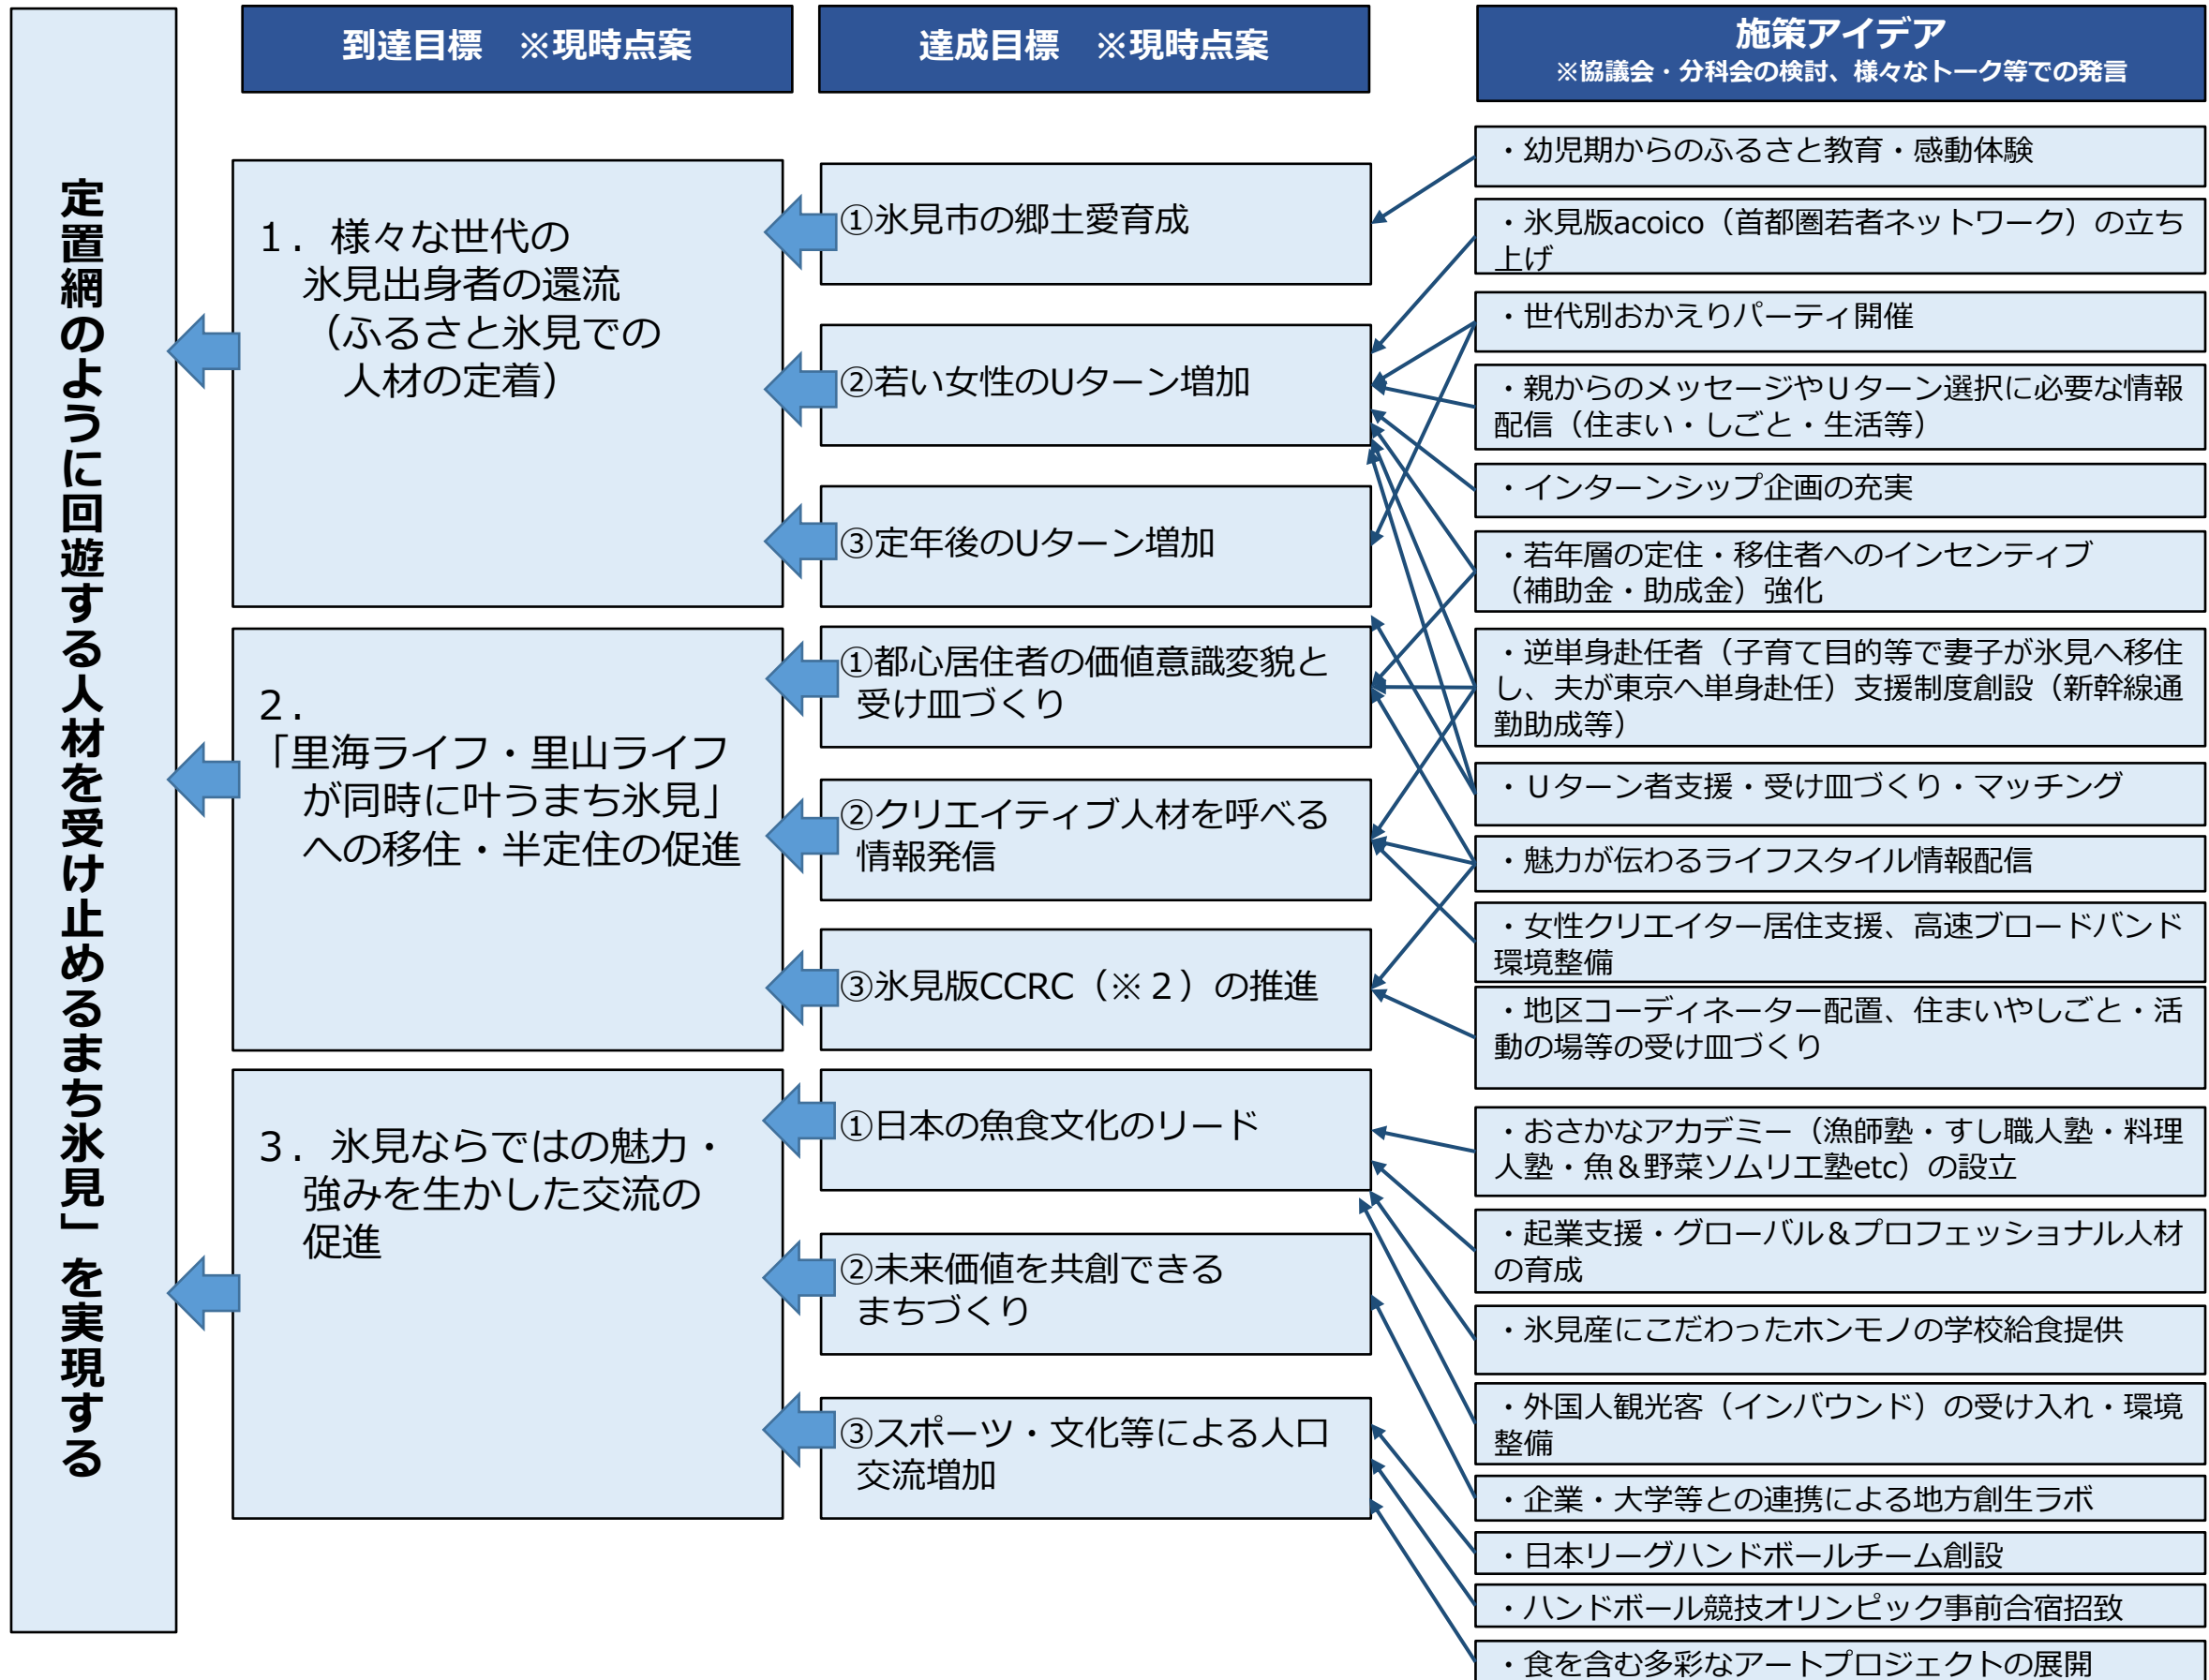 定置網のように回遊する人材を受け止めるまち氷見」を実現する
到達目標　※現時点案
達成目標　※現時点案
施策アイデア
※協議会・分科会の検討、様々なトーク等での発言
１．様々な世代の
氷見出身者の還流
（ふるさと氷見での
人材の定着）
①氷見市の郷土愛育成
②若い女性のUターン増加
③定年後のUターン増加
２．
「里海ライフ・里山ライフ
が同時に叶うまち氷見」
への移住・半定住の促進
①都心居住者の価値意識変貌と
受け皿づくり
②クリエイティブ人材を呼べる
情報発信
③氷見版CCRC（※２）の推進
３．氷見ならではの魅力・
強みを生かした交流の
促進
①日本の魚食文化のリード
②未来価値を共創できる
まちづくり
③スポーツ・文化等による人口
交流増加
・幼児期からのふるさと教育・感動体験
・氷見版acoico（首都圏若者ネットワーク）の立ち
上げ
・世代別おかえりパーティ開催
・親からのメッセージやＵターン選択に必要な情報
配信（住まい・しごと・生活等）
・インターンシップ企画の充実
・若年層の定住・移住者へのインセンティブ
（補助金・助成金）強化
・逆単身赴任者（子育て目的等で妻子が氷見へ移住
し、夫が東京へ単身赴任）支援制度創設（新幹線通
勤助成等）
・Ｕターン者支援・受け皿づくり・マッチング
・魅力が伝わるライフスタイル情報配信
・女性クリエイター居住支援、高速ブロードバンド
環境整備
・地区コーディネーター配置、住まいやしごと・活
動の場等の受け皿づくり
・おさかなアカデミー（漁師塾・すし職人塾・料理
人塾・魚＆野菜ソムリエ塾etc）の設立
・起業支援・グローバル＆プロフェッショナル人材
の育成
・氷見産にこだわったホンモノの学校給食提供
・外国人観光客（インバウンド）の受け入れ・環境
整備
・企業・大学等との連携による地方創生ラボ
・日本リーグハンドボールチーム創設
・ハンドボール競技オリンピック事前合宿招致
・食を含む多彩なアートプロジェクトの展開